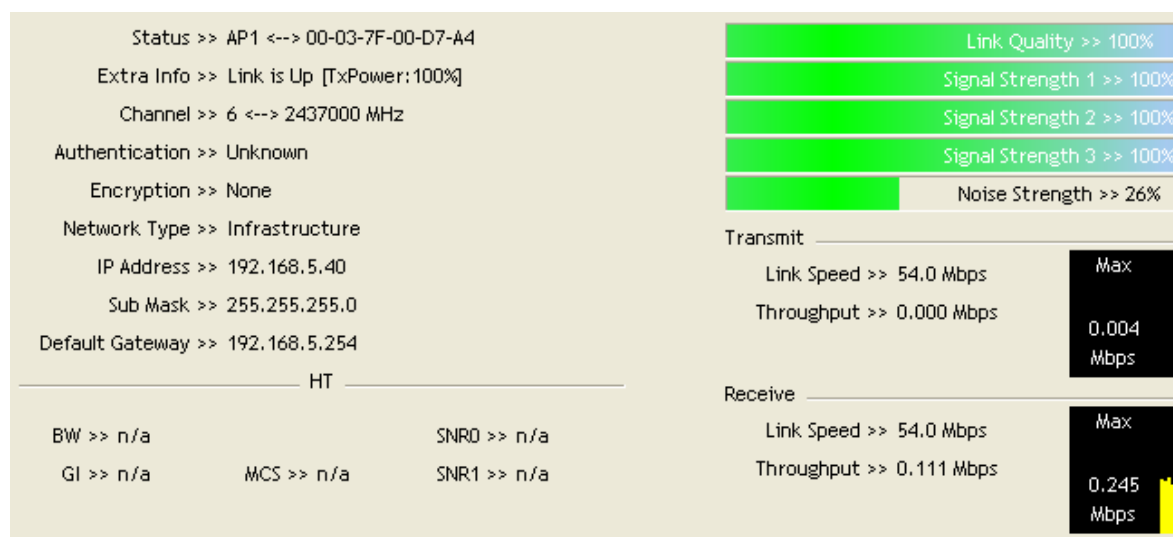 Status >> AP1 <--> 00-03-7F-00-D7-A4
Extra Info >> Link is Up [TxPower:100%]
Channel >> 6 <--> 2437000 MHz
Authentication >> Unknown
Encryption >> None
Network Type >> Infrastructure
IP Address >> 192.168.5.40
Sub Mask >> 255.255.255.0
Default Gateway >> 192.168.5.254
HT
BW >> n/a SNR0 >> n/a
GI >> n/a MCS >> n/a SNR1 >> n/a
Link Quality >> 100%
Signal Strength 1 >> 100%
Signal Strength 2 >> 100%
Signal Strength 3 >> 100%
Noise Strength >> 26%
Transmit
Link Speed >> 54.0 Mbps
Throughput >> 0.000 Mbps
Max
0.004
Mbps
Receive
Link Speed >> 54.0 Mbps
Throughput >> 0.111 Mbps
Max
0.245
Mbps